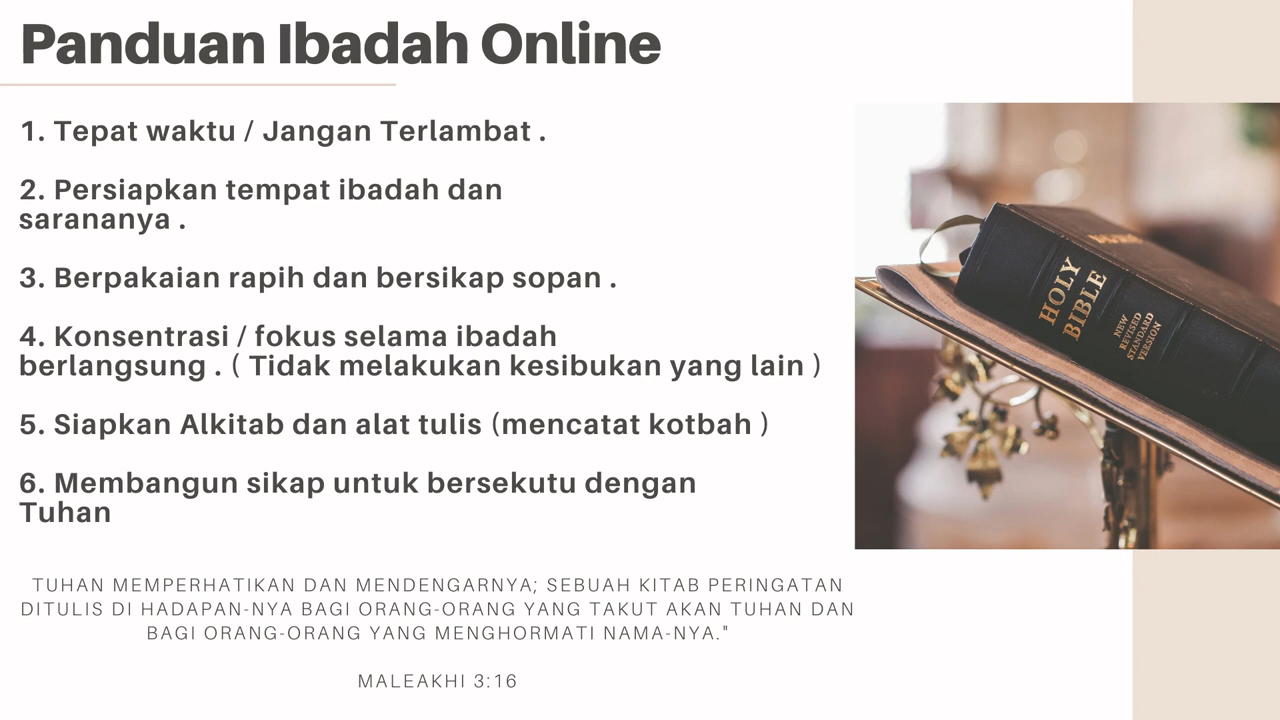 Panduan Ibadah Online
1. Tepat waktu / Jangan Terlambat .
2. Persiapkan tempat ibadah dan
sarananya .
3. Berpakaian rapih dan bersikap sopan .
4. Konsentrasi / fokus selama ibadah
berlangsung . ( Tidak melakukan kesibukan yang lain )
5. Siapkan Alkitab dan alat tulis (mencatat kotbah )
6. Membangun sikap untuk bersekutu dengan
Tuhan
TUHAN MEMPERHATIKAN DAN MENDENGARNYA; SEBUAH KITAB PERINGATAN
DITULIS DI HADAPAN-NYA BAGI ORANG-ORANG YANG TAKUT AKAN TUHAN DAN
BAGI ORANG-ORANG YANG MENGHORMATI NAMA-NYA."
MALEAKHI 3:16
HOLY
BIBLE
NEW
REVISED
STANDARD
VERSION